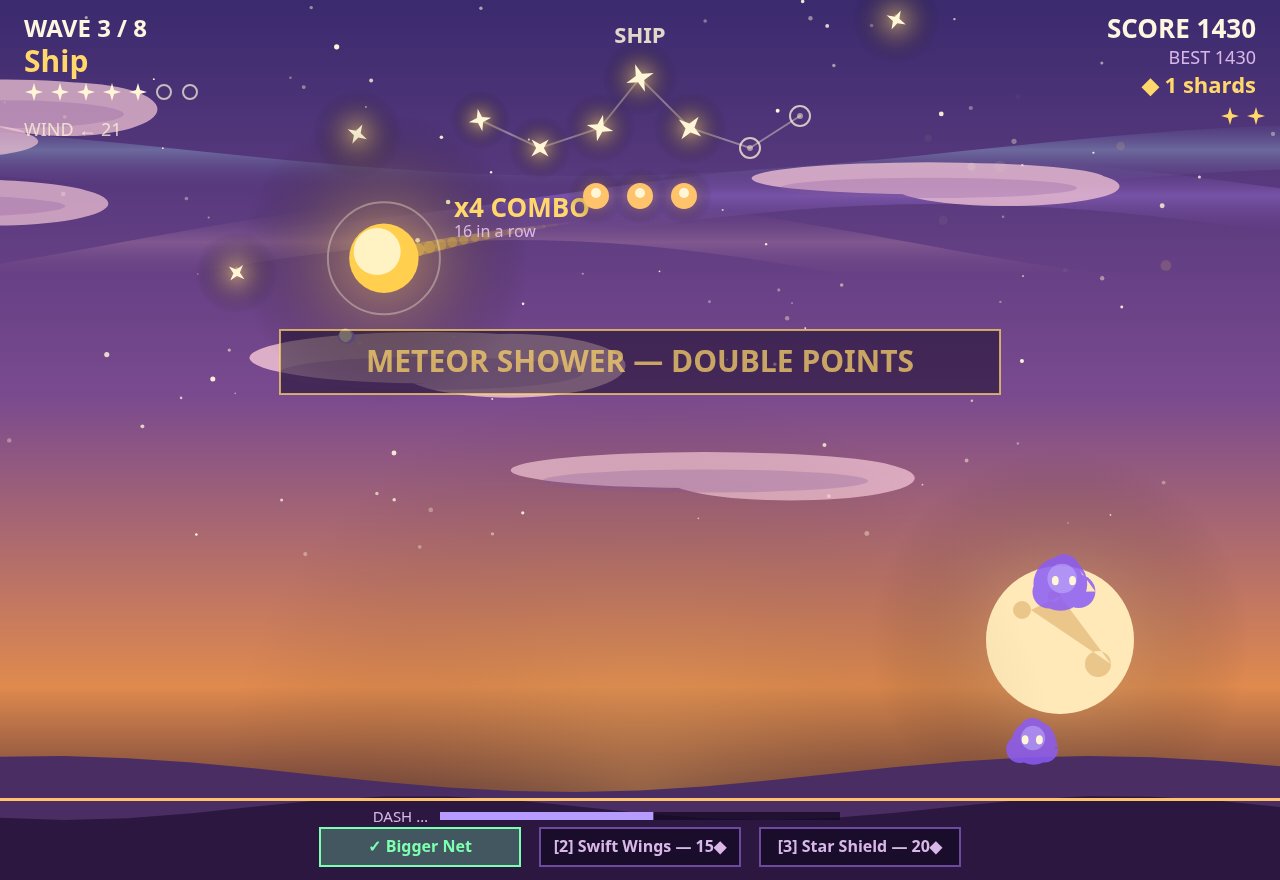 WAVE 3 / 8
Ship
WIND ← 21
SHIP
SCORE 1430
BEST 1430
◆ 1 shards
x4 COMBO
16 in a row
METEOR SHOWER — DOUBLE POINTS
DASH ...
✓ Bigger Net
[2] Swift Wings — 15◆
[3] Star Shield — 20◆